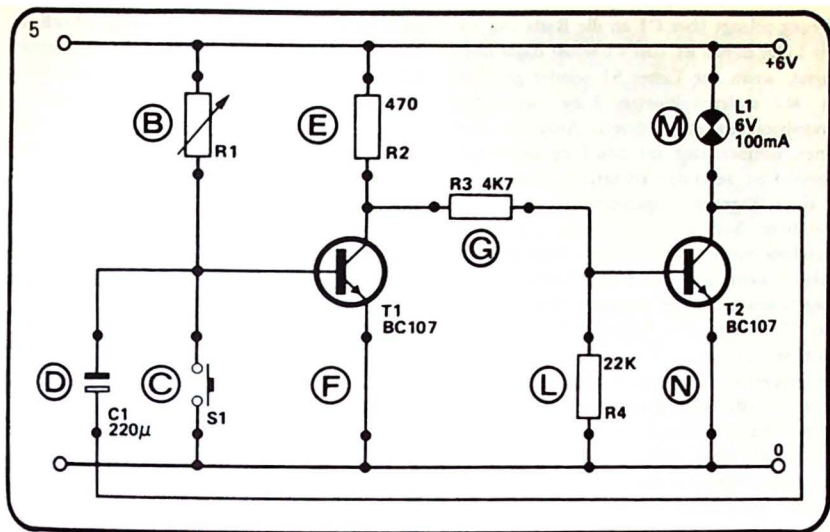 5
+6V
B
R1
E
470
R2
M
L1
6V
100mA
R3 4K7
G
T1
BC107
T2
BC107
D
C1
220µ
C
S1
F
L
22K
R4
N
0